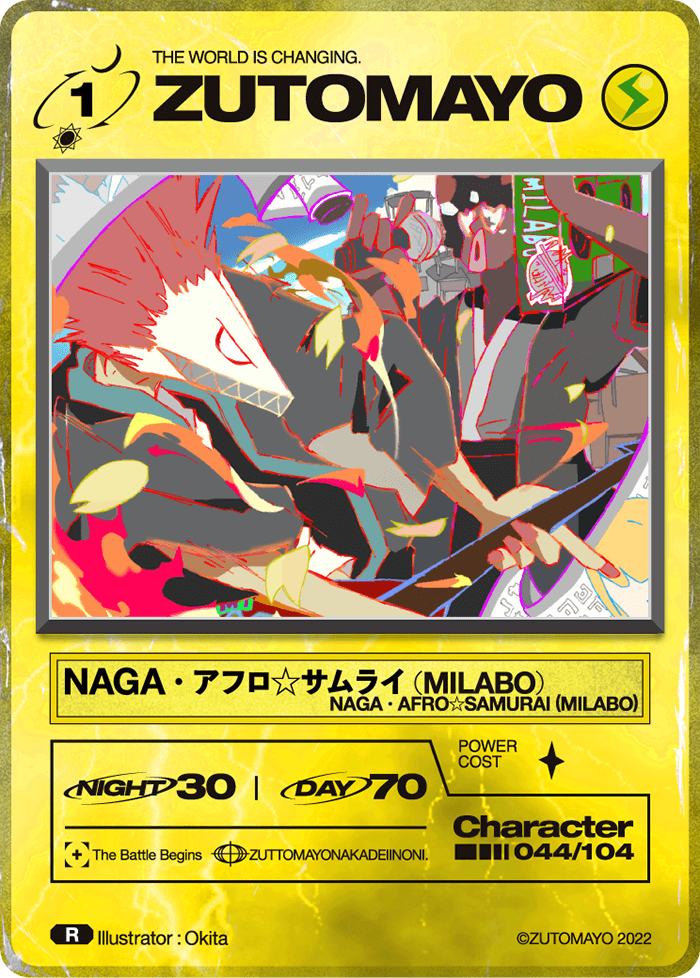 THE WORLD IS CHANGING.
1 ZUTOMAYO
MILABO
NAGA・アフロ☆サムライ（MILABO）
NAGA・AFRO☆SAMURAI (MILABO)
POWER
COST
NIGHT 30 | DAY 70
Character
044/104
The Battle Begins ZUTTOMAYONAKADEIINONI.
R Illustrator : Okita
©ZUTOMAYO 2022